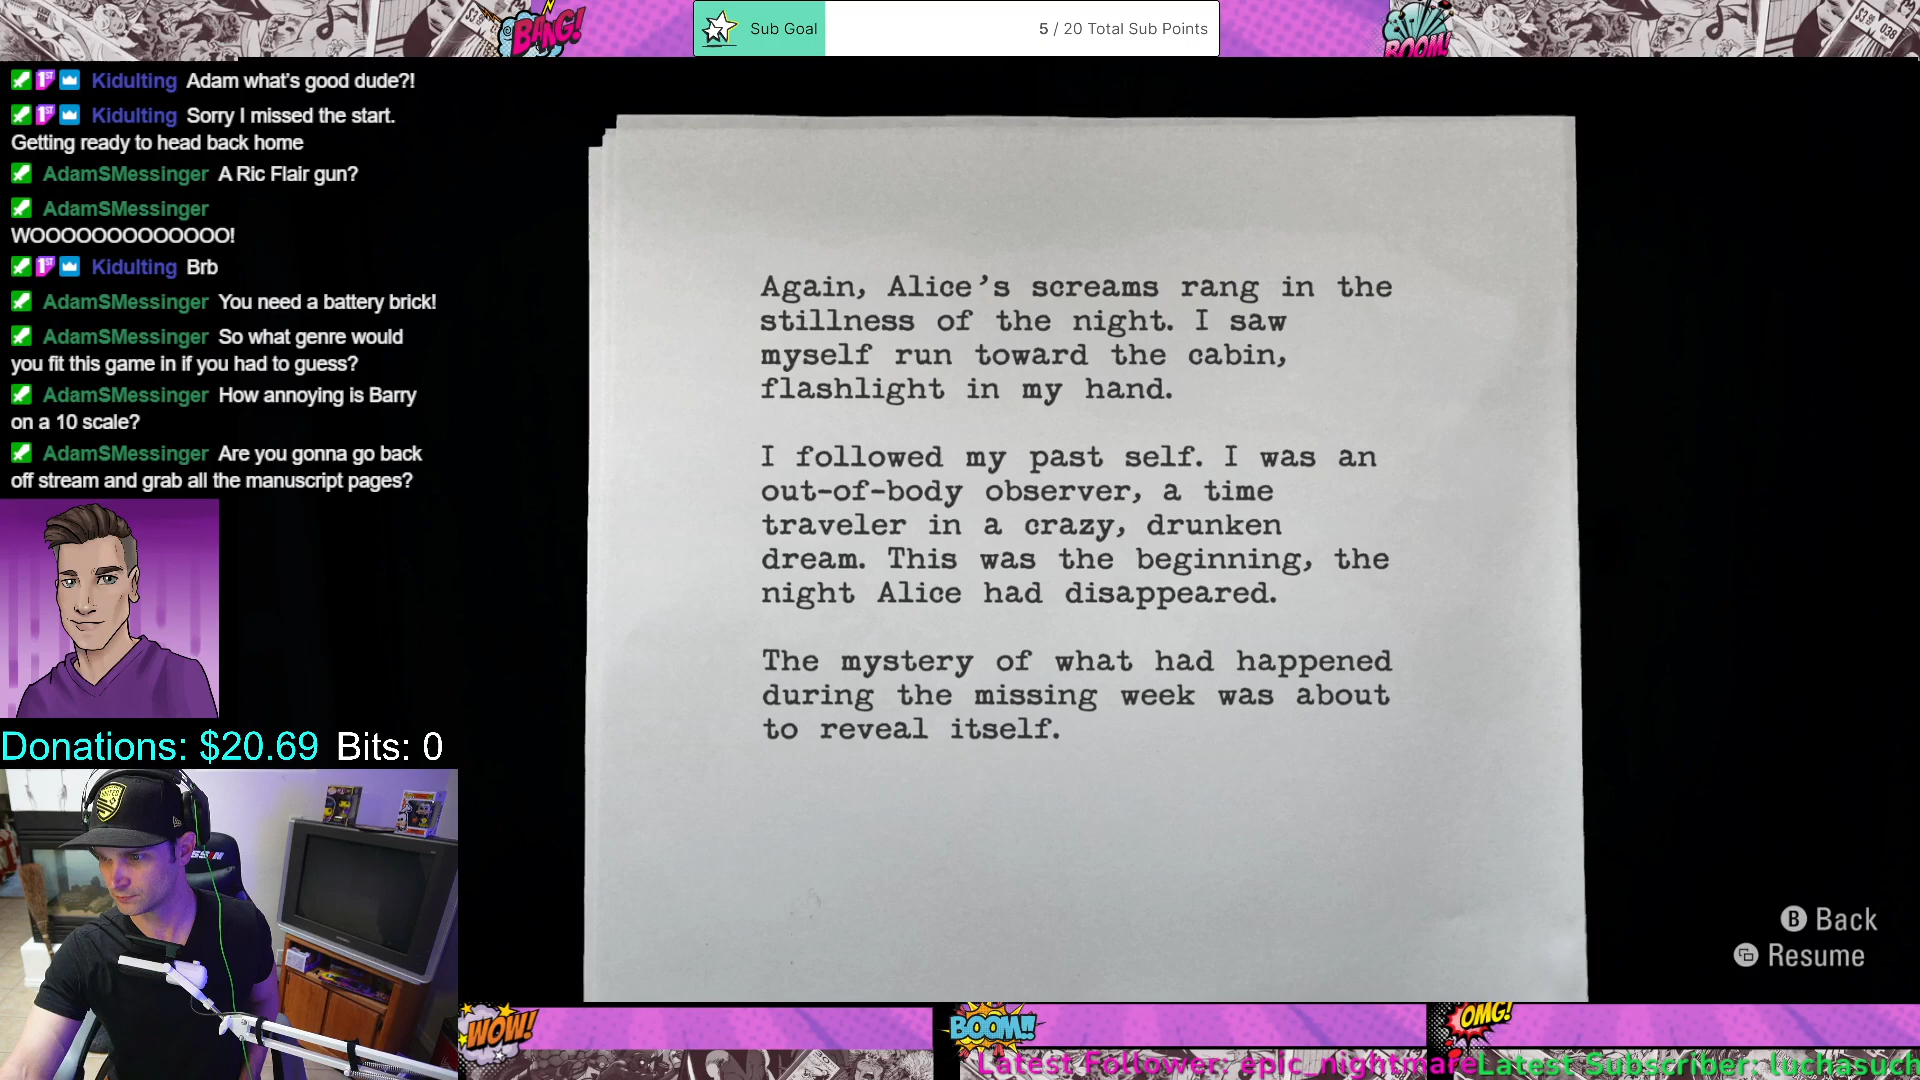 BANG!
Sub Goal
5 / 20 Total Sub Points
BOOM!
Kidulting Adam what's good dude?!
Kidulting Sorry I missed the start.
Getting ready to head back home
AdamSMessinger A Ric Flair gun?
AdamSMessinger
WOOOOOOOOOOOOO!
Kidulting Brb
AdamSMessinger You need a battery brick!
AdamSMessinger So what genre would
you fit this game in if you had to guess?
AdamSMessinger How annoying is Barry
on a 10 scale?
AdamSMessinger Are you gonna go back
off stream and grab all the manuscript pages?
Donations: $20.69 Bits: 0
Again, Alice's screams rang in the
stillness of the night. I saw
myself run toward the cabin,
flashlight in my hand.
I followed my past self. I was an
out-of-body observer, a time
traveler in a crazy, drunken
dream. This was the beginning, the
night Alice had disappeared.
The mystery of what had happened
during the missing week was about
to reveal itself.
B Back
Resume
WOW!
BOOM!!
OMG!
Latest Follower: epic_nightmare
Latest Subscriber: luchasuch